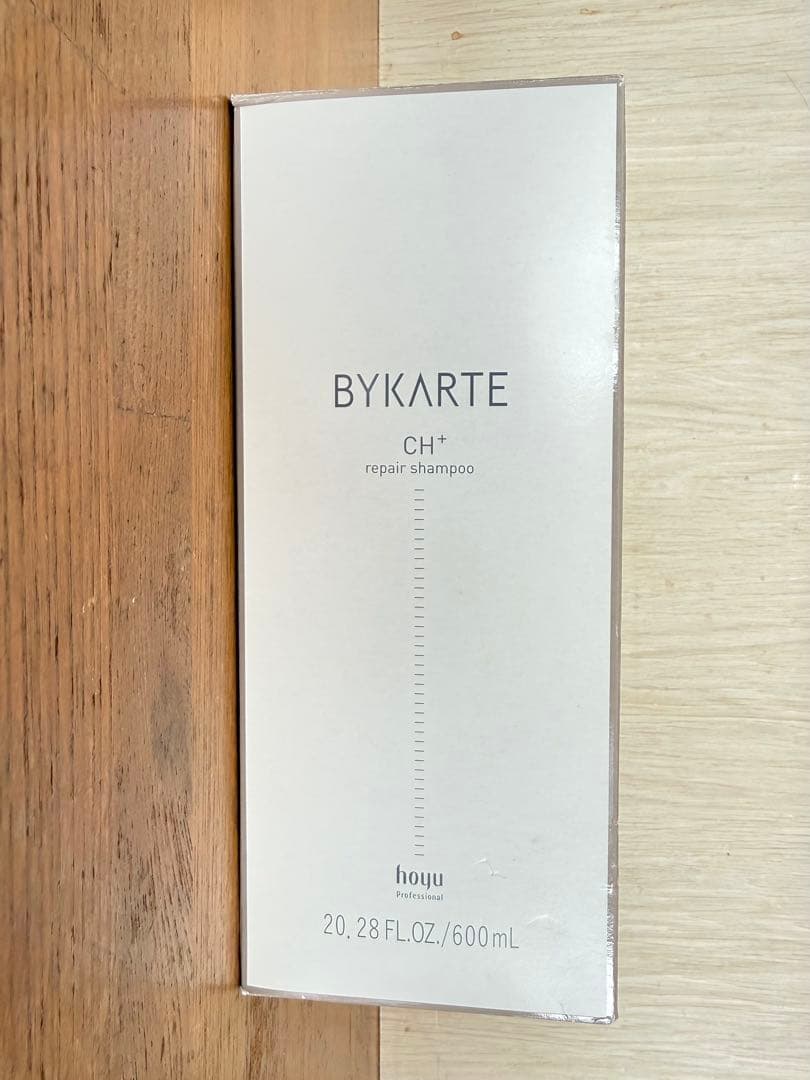 BYKARTE
CH+
repair shampoo
hoyu
Professional
20.28 FL.OZ./600mL